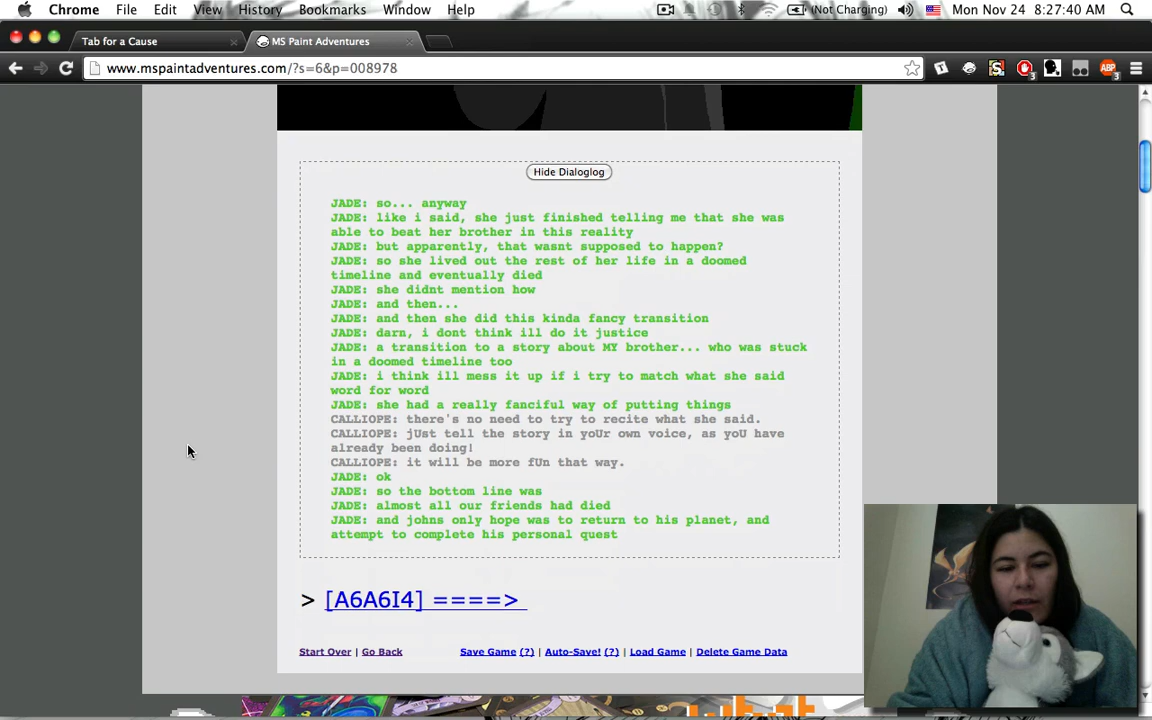 Chrome File Edit View History Bookmarks Window Help (Not Charging) Mon Nov 24 8:27:40 AM
Tab for a Cause MS Paint Adventures
www.mspaintadventures.com/?s=6&p=008978
Hide Dialoglog
JADE: so... anyway
JADE: like i said, she just finished telling me that she was
able to beat her brother in this reality
JADE: but apparently, that wasnt supposed to happen?
JADE: so she lived out the rest of her life in a doomed
timeline and eventually died
JADE: she didnt mention how
JADE: and then...
JADE: and then she did this kinda fancy transition
JADE: darn, i dont think ill do it justice
JADE: a transition to a story about MY brother... who was stuck
in a doomed timeline too
JADE: i think ill mess it up if i try to match what she said
word for word
JADE: she had a really fanciful way of putting things
CALLIOPE: there's no need to try to recite what she said.
CALLIOPE: jUst tell the story in yoUr own voice, as yoU have
already been doing!
CALLIOPE: it will be more fUn that way.
JADE: ok
JADE: so the bottom line was
JADE: almost all our friends had died
JADE: and johns only hope was to return to his planet, and
attempt to complete his personal quest
> [A6A6I4] ====>
Start Over | Go Back Save Game (?) | Auto-Save! (?) | Load Game | Delete Game Data